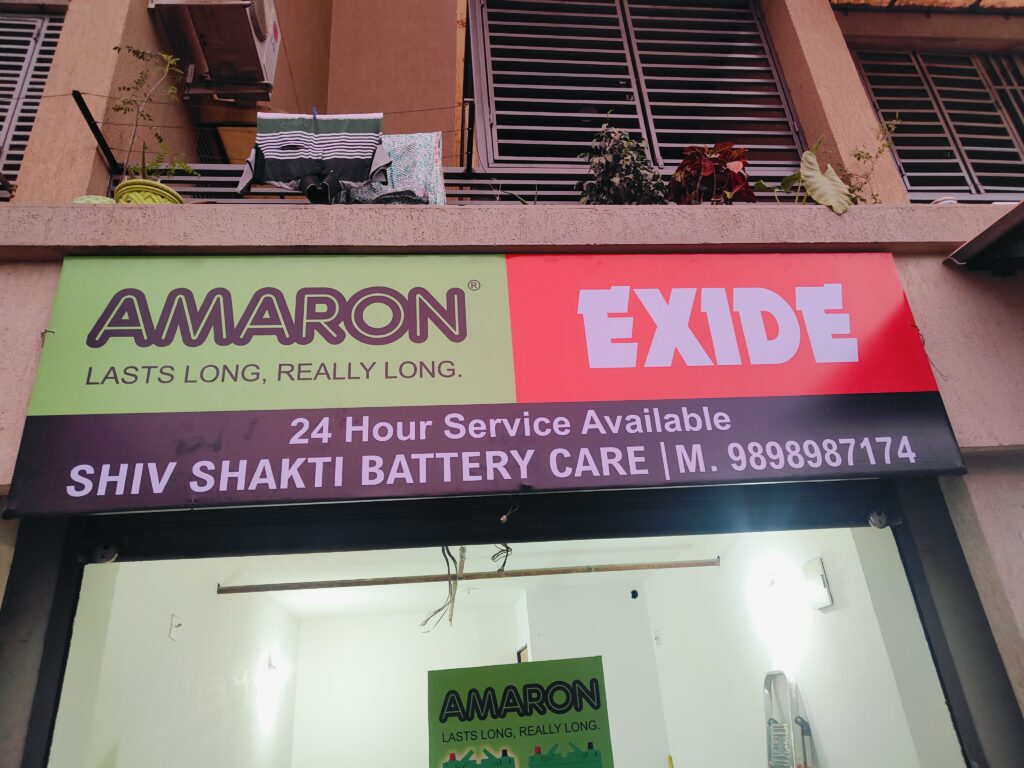 AMARON®
LASTS LONG, REALLY LONG.
EXIDE
24 Hour Service Available
SHIV SHAKTI BATTERY CARE | M. 9898987174
AMARON
LASTS LONG, REALLY LONG.